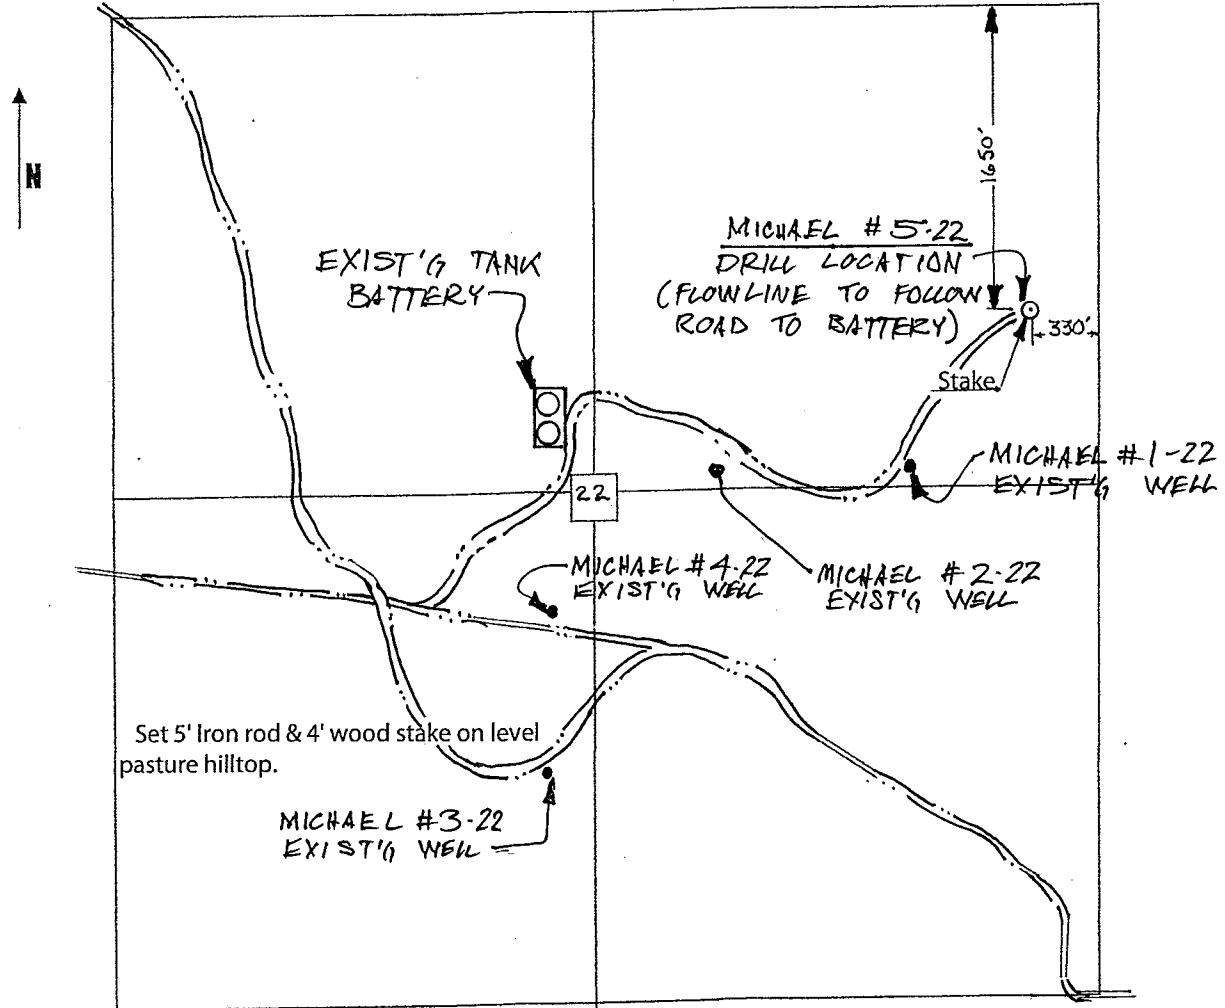 N
1650'
MICHAEL #5-22
DRILL LOCATION
(FLOWLINE TO FOLLOW
ROAD TO BATTERY)
EXIST'G TANK
BATTERY
330'
Stake
MICHAEL #1-22
EXIST'G WELL
22
MICHAEL #4-22
EXIST'G WELL
MICHAEL #2-22
EXIST'G WELL
Set 5' Iron rod & 4' wood stake on level
pasture hilltop.
MICHAEL #3-22
EXIST'G WELL